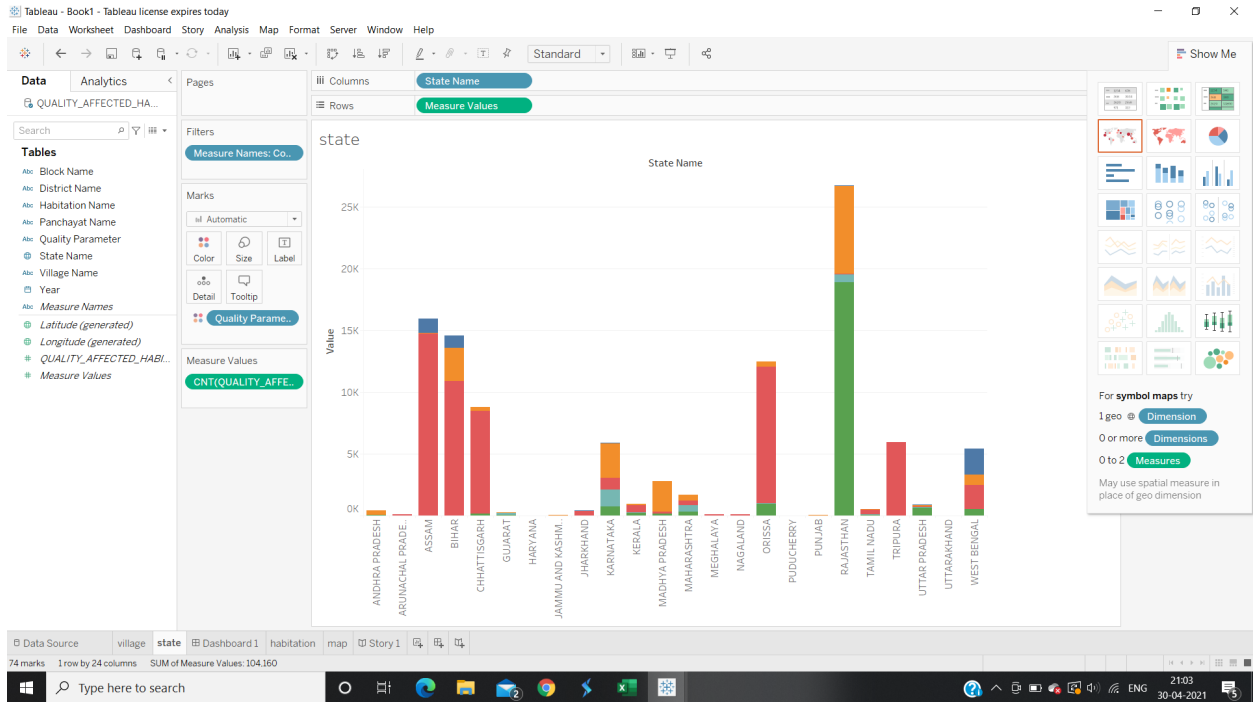 Tableau - Book1 - Tableau license expires today
File Data Worksheet Dashboard Story Analysis Map Format Server Window Help
Standard
Show Me
Data Analytics
QUALITY_AFFECTED_HA...
Search
Tables
Abc Block Name
Abc District Name
Abc Habitation Name
Abc Panchayat Name
Abc Quality Parameter
State Name
Abc Village Name
Year
Abc Measure Names
Latitude (generated)
Longitude (generated)
# QUALITY_AFFECTED_HABI...
# Measure Values
Pages
Filters
Measure Names: Co..
Marks
Automatic
Color Size Label
Detail Tooltip
Quality Parame..
Measure Values
CNT(QUALITY_AFFE..
Columns State Name
Rows Measure Values
state
State Name
Value
25K
20K
15K
10K
5K
0K
ANDHRA PRADESH
ARUNACHAL PRADE..
ASSAM
BIHAR
CHHATTISGARH
GUJARAT
HARYANA
JAMMU AND KASHM..
JHARKHAND
KARNATAKA
KERALA
MADHYA PRADESH
MAHARASHTRA
MEGHALAYA
NAGALAND
ORISSA
PUDUCHERRY
PUNJAB
RAJASTHAN
TAMIL NADU
TRIPURA
UTTAR PRADESH
UTTARAKHAND
WEST BENGAL
For symbol maps try
1 geo Dimension
0 or more Dimensions
0 to 2 Measures
May use spatial measure in
place of geo dimension
Data Source village state Dashboard 1 habitation map Story 1
74 marks 1 row by 24 columns SUM of Measure Values: 104,160
Type here to search
2
ENG
21:03
30-04-2021
5